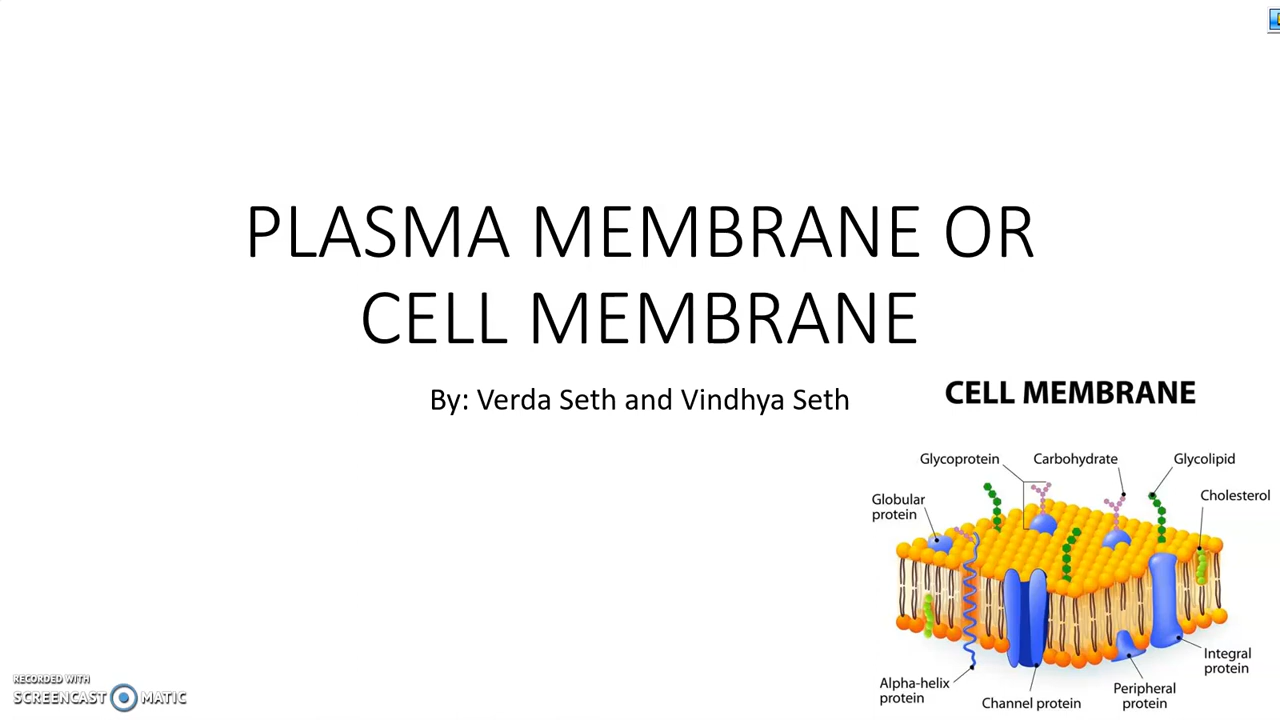 PLASMA MEMBRANE OR
CELL MEMBRANE
By: Verda Seth and Vindhya Seth
CELL MEMBRANE
Glycoprotein
Carbohydrate
Glycolipid
Globular
protein
Cholesterol
Alpha-helix
protein
Channel protein
Peripheral
protein
Integral
protein
RECORDED WITH
SCREENCAST MATIC